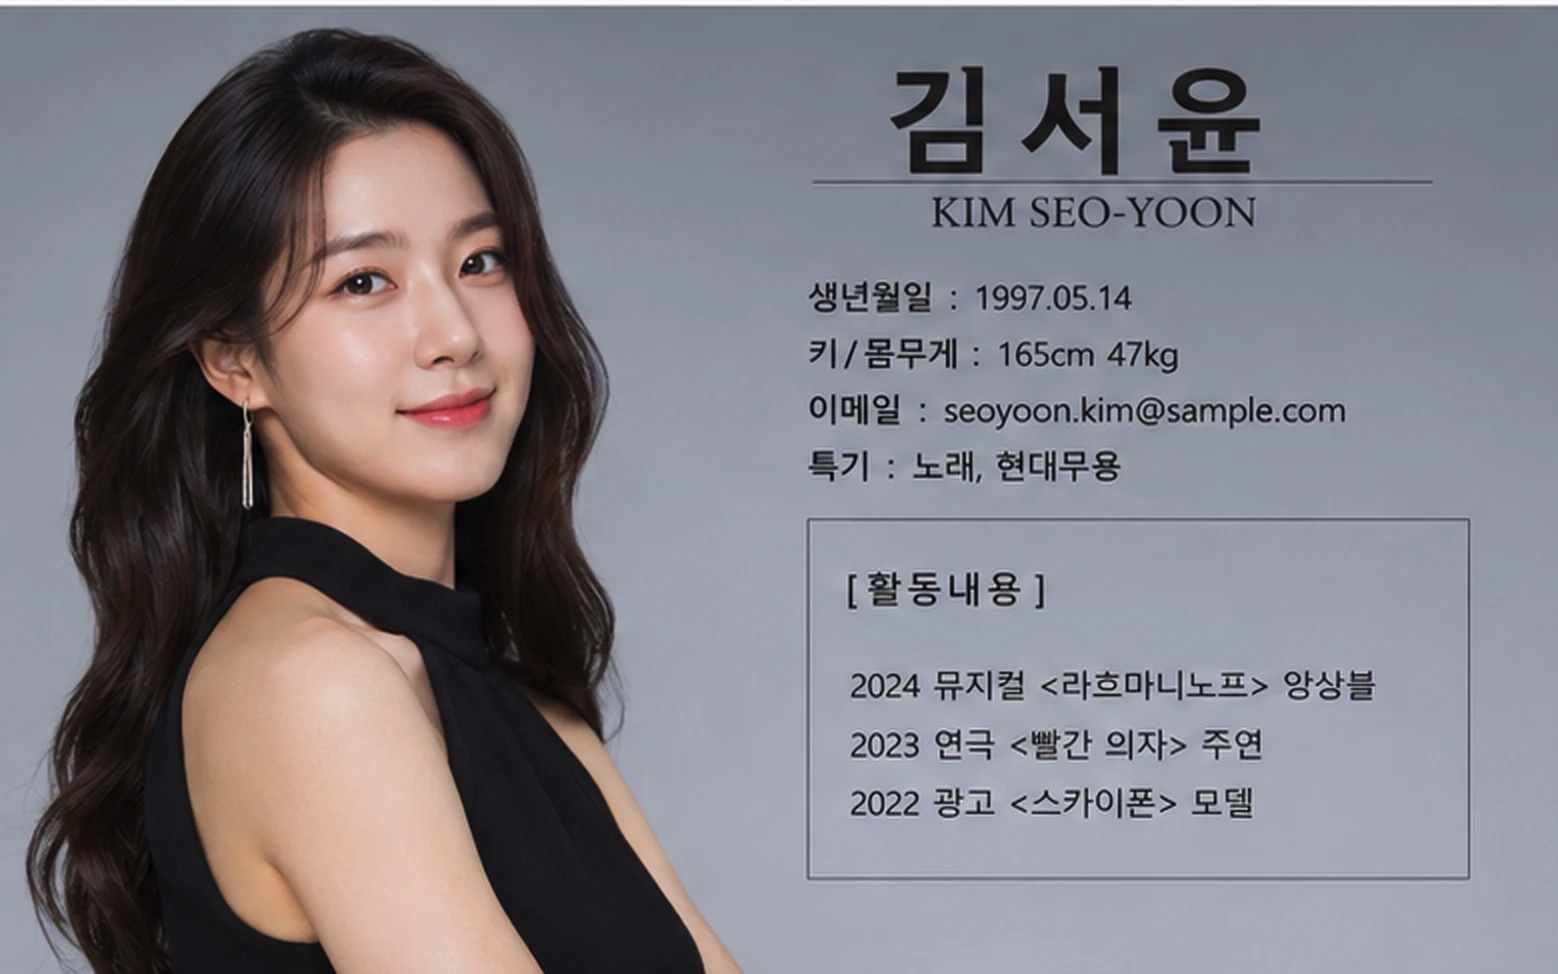 김서윤
KIM SEO-YOON
생년월일 : 1997.05.14
키/몸무게 : 165cm 47kg
이메일 : seoyoon.kim@sample.com
특기 : 노래, 현대무용
[활동내용]
2024 뮤지컬 <라흐마니노프> 앙상블
2023 연극 <빨간 의자> 주연
2022 광고 <스카이폰> 모델